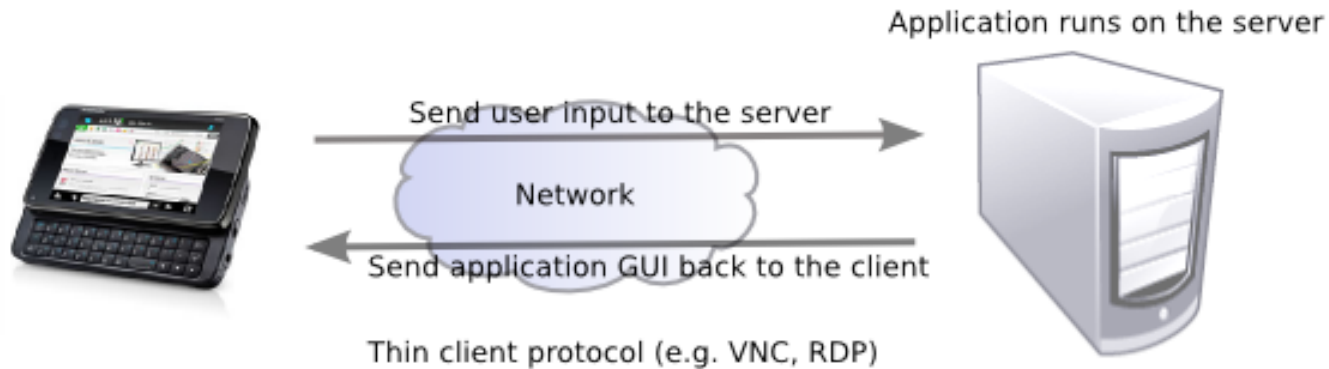 Application runs on the server
Send user input to the server
Network
Send application GUI back to the client
Thin client protocol (e.g. VNC, RDP)